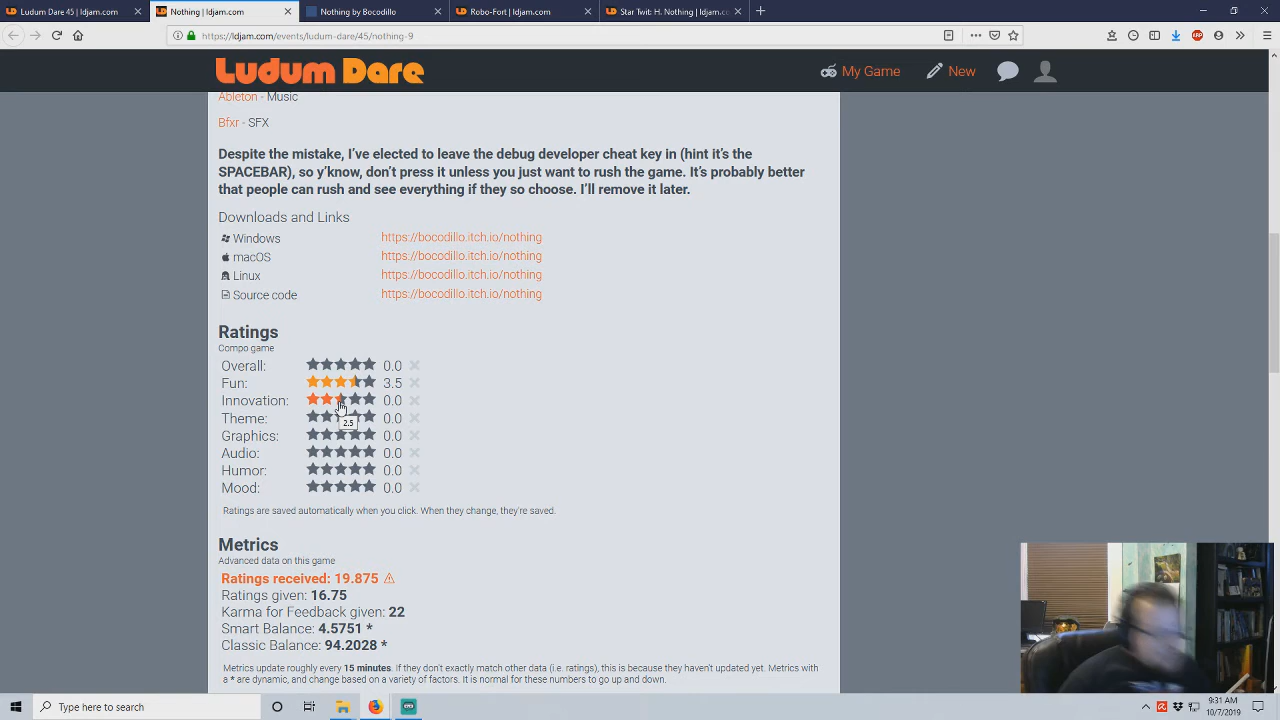 Ludum Dare 45 | ldjam.com
Nothing | ldjam.com
Nothing by Bocodillo
Robo-Fort | ldjam.com
Star Twit: H. Nothing | ldjam.c
https://ldjam.com/events/ludum-dare/45/nothing-9
Ludum Dare
My Game
New
Ableton - Music
Bfxr - SFX
Despite the mistake, I've elected to leave the debug developer cheat key in (hint it's the
SPACEBAR), so y'know, don't press it unless you just want to rush the game. It's probably better
that people can rush and see everything if they so choose. I'll remove it later.
Downloads and Links
Windows https://bocodillo.itch.io/nothing
macOS https://bocodillo.itch.io/nothing
Linux https://bocodillo.itch.io/nothing
Source code https://bocodillo.itch.io/nothing
Ratings
Compo game
Overall: 0.0
Fun: 3.5
Innovation: 0.0
Theme: 0.0
2.5
Graphics: 0.0
Audio: 0.0
Humor: 0.0
Mood: 0.0
Ratings are saved automatically when you click. When they change, they're saved.
Metrics
Advanced data on this game
Ratings received: 19.875
Ratings given: 16.75
Karma for Feedback given: 22
Smart Balance: 4.5751 *
Classic Balance: 94.2028 *
Metrics update roughly every 15 minutes. If they don't exactly match other data (i.e. ratings), this is because they haven't updated yet. Metrics with
a * are dynamic, and change based on a variety of factors. It is normal for these numbers to go up and down.
Type here to search
9:31 AM
10/7/2019